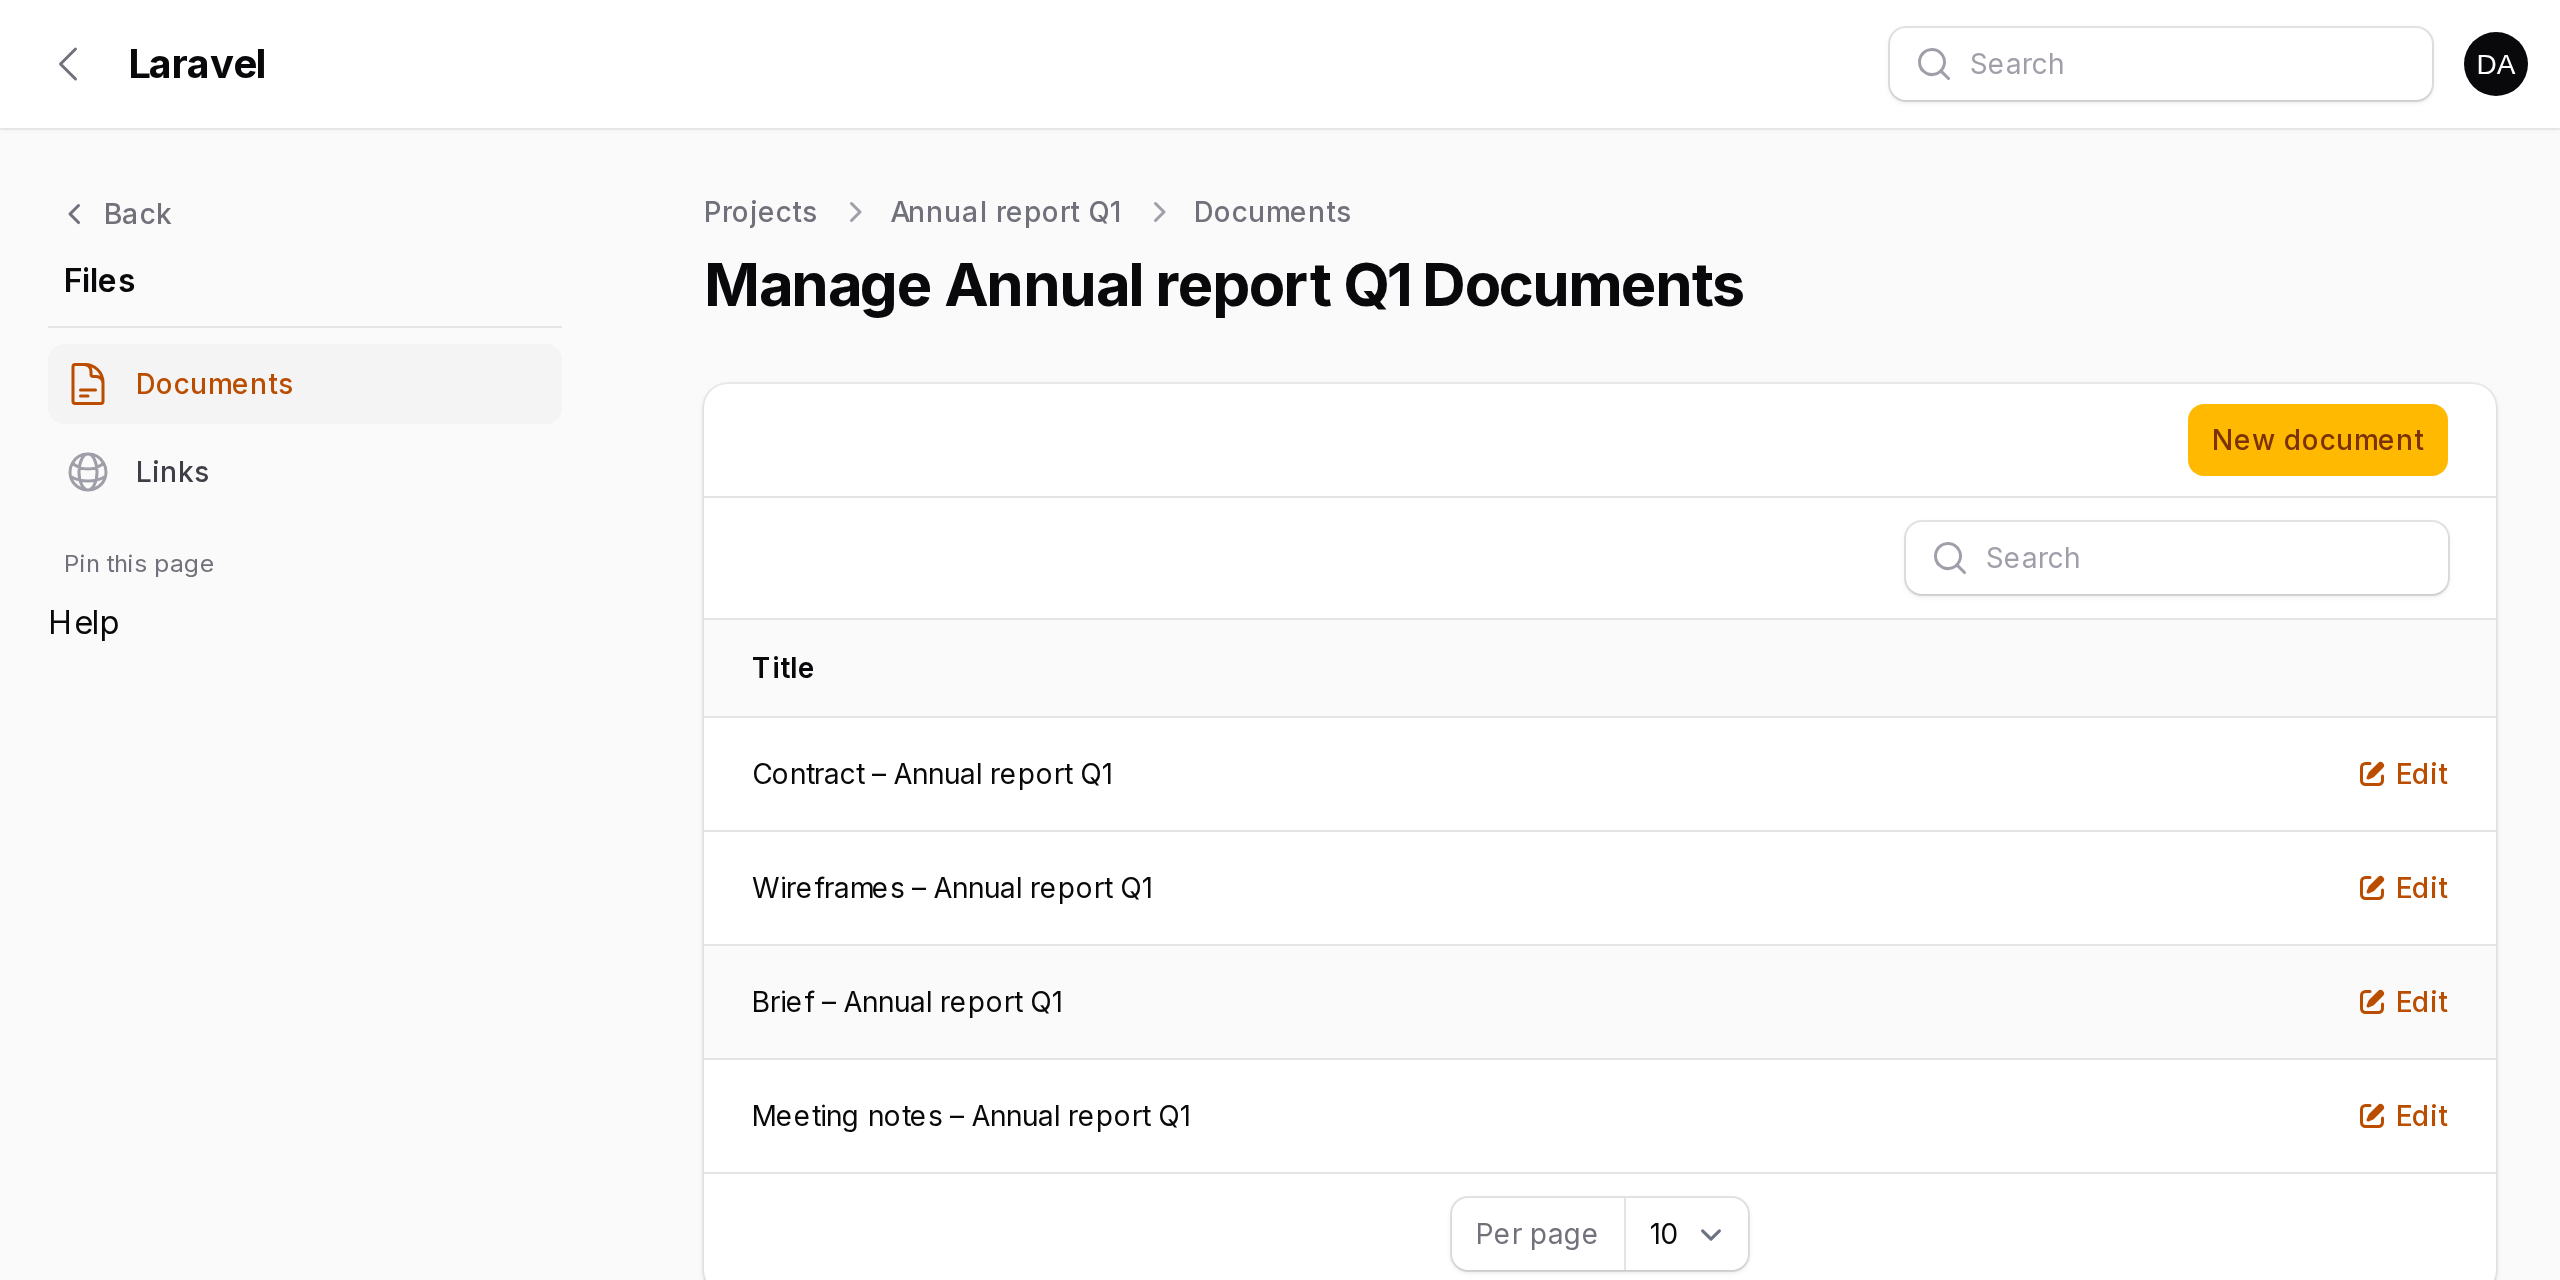 Laravel
Search
DA
Back
Files
Documents
Links
Pin this page
Help
Projects
Annual report Q1
Documents
Manage Annual report Q1 Documents
New document
Search
Title
Contract – Annual report Q1
Edit
Wireframes – Annual report Q1
Edit
Brief – Annual report Q1
Edit
Meeting notes – Annual report Q1
Edit
Per page
10